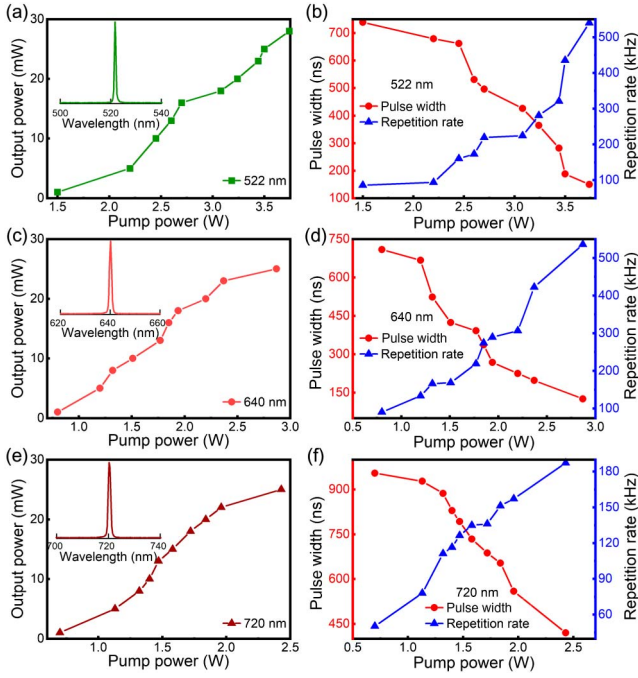 (a)
Output power (mW)
30
20
10
0
500 520 540
Wavelength (nm)
522 nm
1.5 2.0 2.5 3.0 3.5
Pump power (W)
(b)
Pulse width (ns)
700
600
500
400
300
200
100
522 nm
Pulse width
Repetition rate
500
400
300
200
100
Repetition rate (kHz)
1.5 2.0 2.5 3.0 3.5
Pump power (W)
(c)
Output power (mW)
30
20
10
0
620 640 660
Wavelength (nm)
640 nm
1.0 1.5 2.0 2.5 3.0
Pump power (W)
(d)
Pulse width (ns)
750
600
450
300
150
640 nm
Pulse width
Repetition rate
500
400
300
200
100
Repetition rate (kHz)
0.5 1.0 1.5 2.0 2.5 3.0
Pump power (W)
(e)
Output power (mW)
30
20
10
0
700 720 740
Wavelength (nm)
720 nm
1.0 1.5 2.0 2.5
Pump power (W)
(f)
Pulse width (ns)
900
750
600
450
720 nm
Pulse width
Repetition rate
180
150
120
90
60
Repetition rate (kHz)
0.5 1.0 1.5 2.0 2.5
Pump power (W)